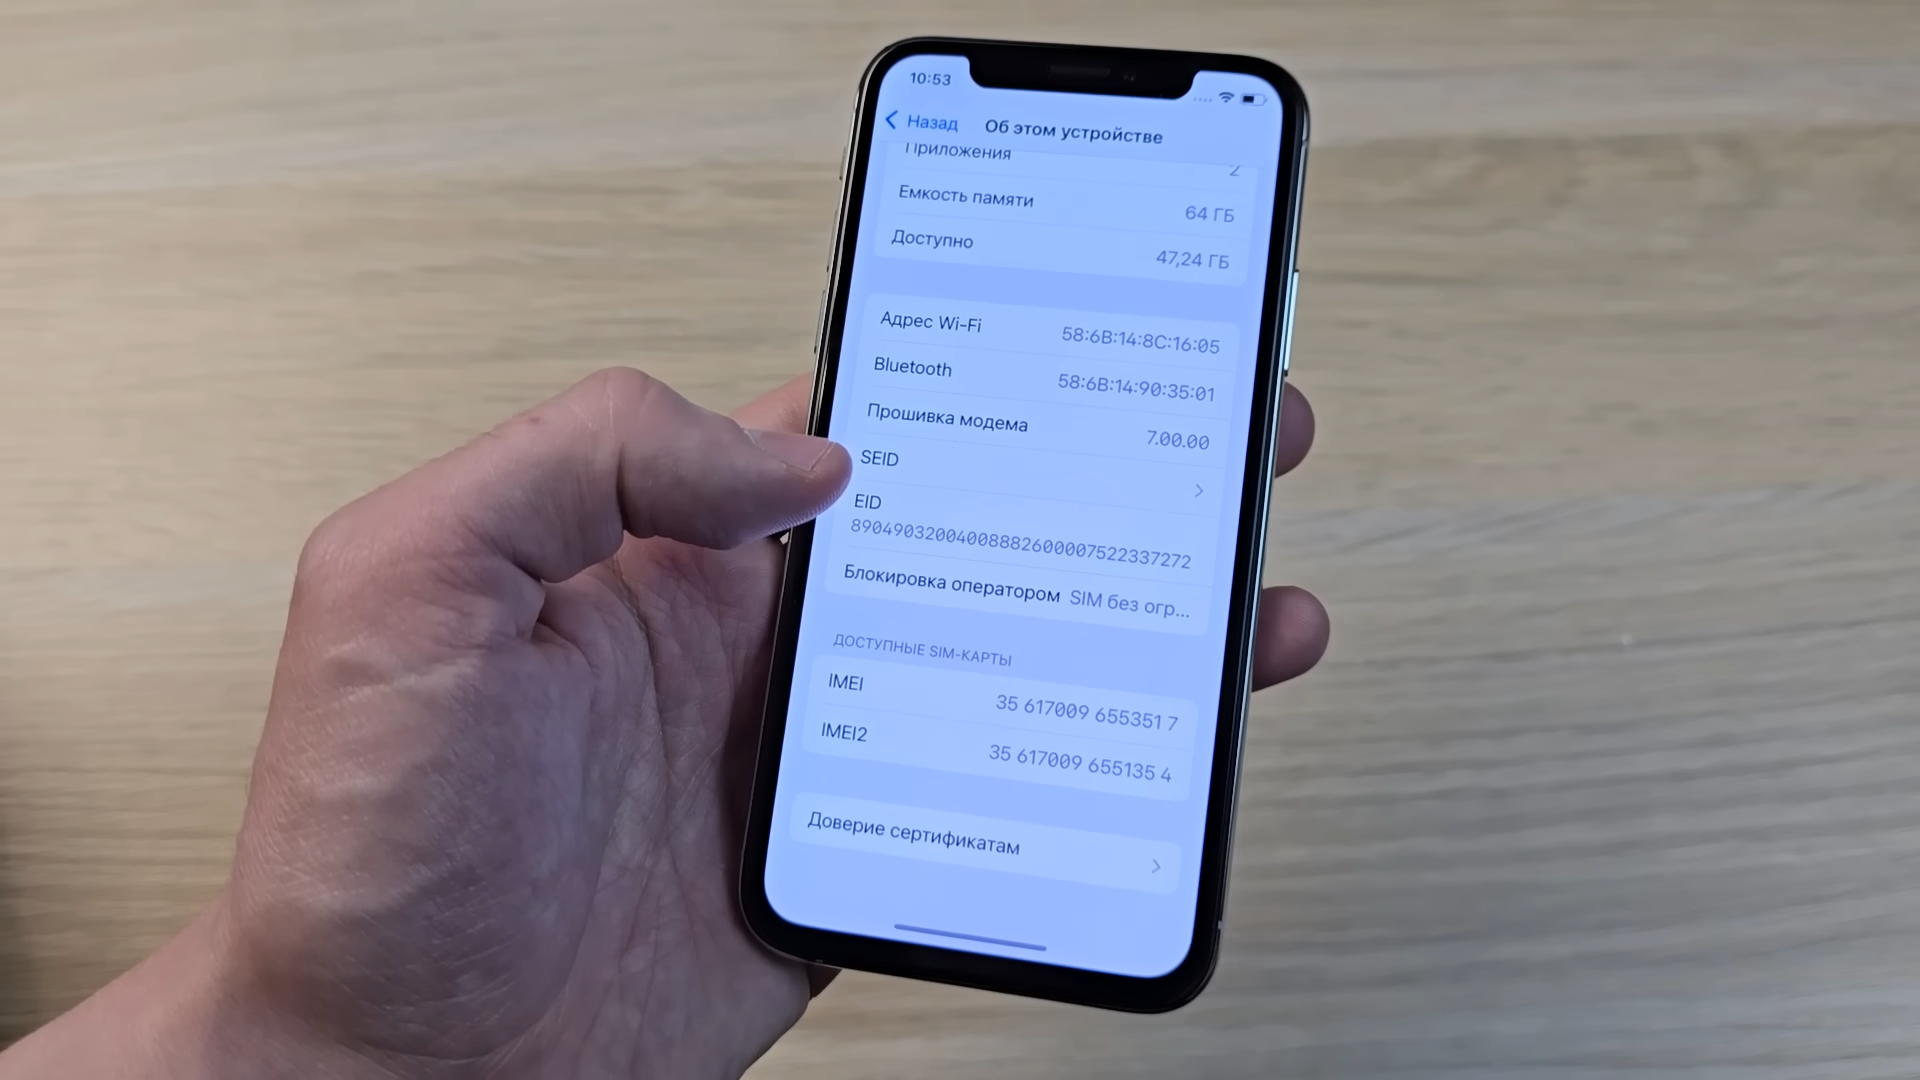 10:53
Назад Об этом устройстве
Приложения 2
Емкость памяти 64 ГБ
Доступно 47,24 ГБ
Адрес Wi-Fi 58:6B:14:8C:16:05
Bluetooth 58:6B:14:90:35:01
Прошивка модема 7.00.00
SEID
EID
89049032004008882600007522337272
Блокировка оператором SIM без огр...
ДОСТУПНЫЕ SIM-КАРТЫ
IMEI 35 617009 655351 7
IMEI2 35 617009 655135 4
Доверие сертификатам